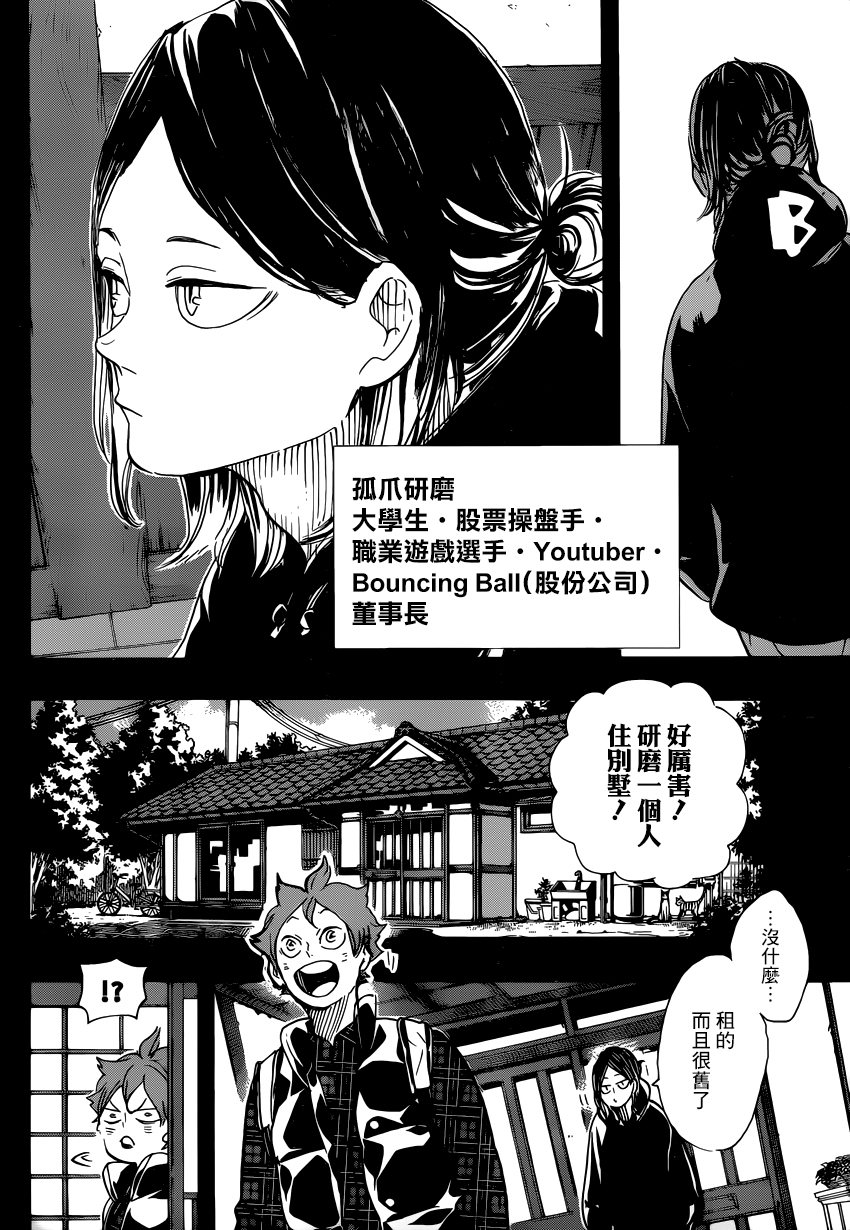 B
孤爪研磨
大學生・股票操盤手・
職業遊戲選手・Youtuber・
Bouncing Ball(股份公司)
董事長
好厲害！
研磨一個人
住別墅！
…沒什麼…
租的
而且很舊了
!?